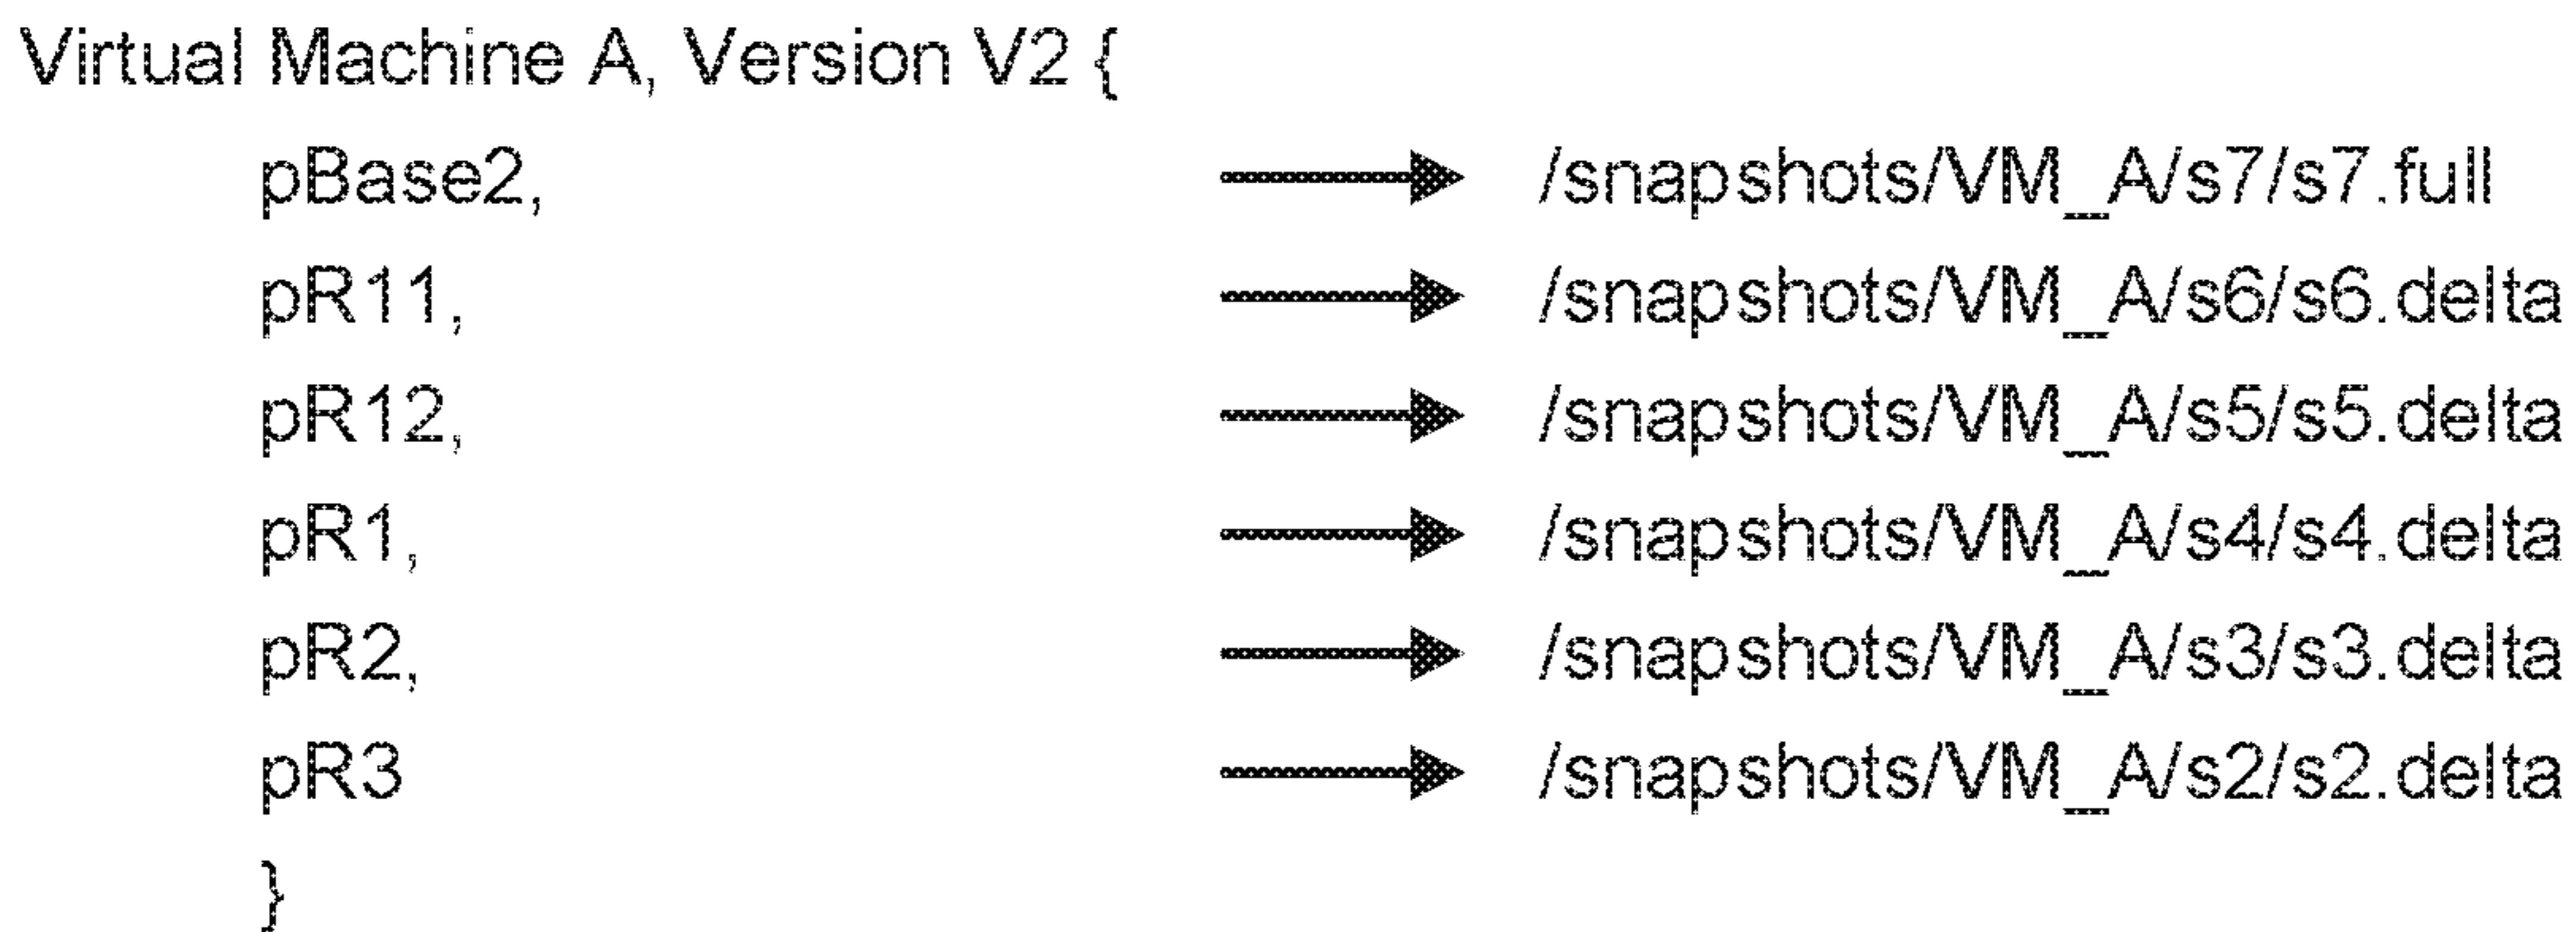 Virtual Machine A, Version V2 {
pBase2, /snapshots/VM_A/s7/s7.full
pR11, /snapshots/VM_A/s6/s6.delta
pR12, /snapshots/VM_A/s5/s5.delta
pR1, /snapshots/VM_A/s4/s4.delta
pR2, /snapshots/VM_A/s3/s3.delta
pR3 /snapshots/VM_A/s2/s2.delta
}